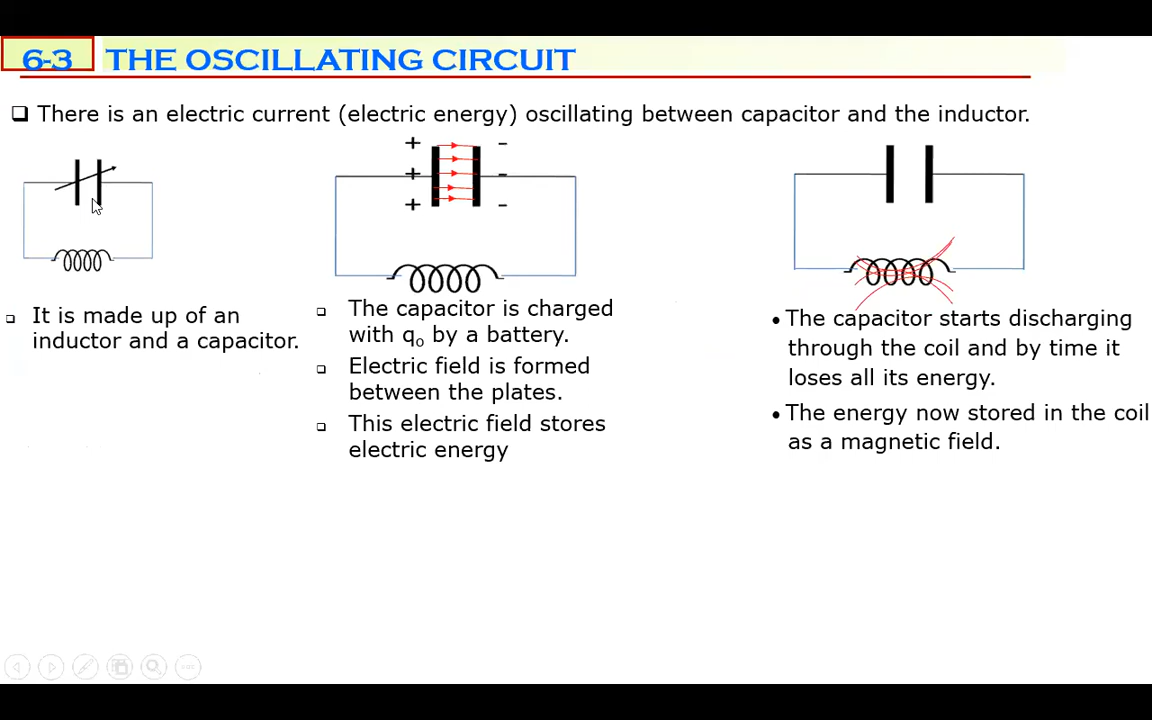 6-3 THE OSCILLATING CIRCUIT
❑ There is an electric current (electric energy) oscillating between capacitor and the inductor.
+ -
+ -
+ -
❑ It is made up of an
inductor and a capacitor.
❑ The capacitor is charged
with qₒ by a battery.
❑ Electric field is formed
between the plates.
❑ This electric field stores
electric energy
• The capacitor starts discharging
through the coil and by time it
loses all its energy.
• The energy now stored in the coil
as a magnetic field.